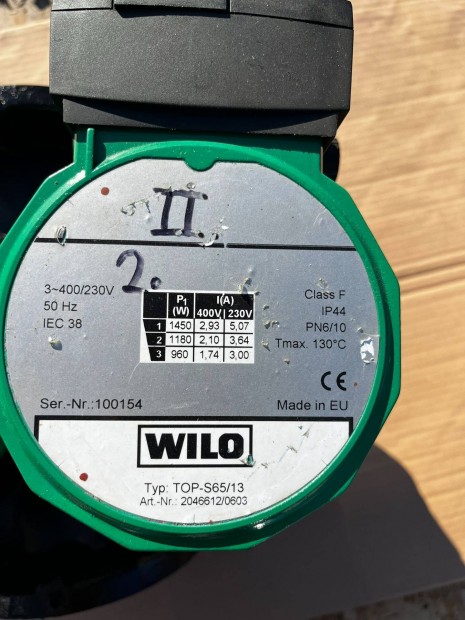 II
2.
3~400/230V
50 Hz
IEC 38
P1 (W) I(A)
400V 230V
1 1450 2,93 5,07
2 1180 2,10 3,64
3 960 1,74 3,00
Class F
IP44
PN6/10
Tmax. 130°C
CE
Ser.-Nr.:100154
Made in EU
WILO
Typ: TOP-S65/13
Art.-Nr.: 2046612/0603